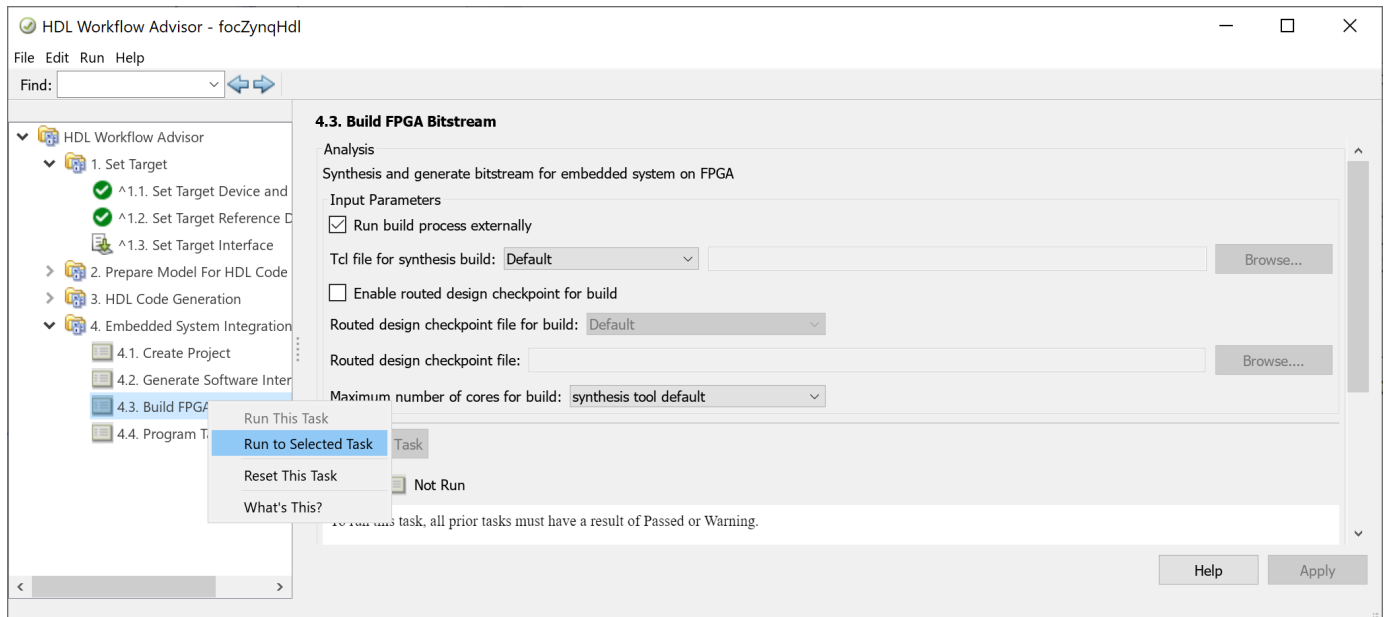 HDL Workflow Advisor - focZynqHdl
File Edit Run Help
Find:
HDL Workflow Advisor
1. Set Target
^1.1. Set Target Device and
^1.2. Set Target Reference D
^1.3. Set Target Interface
2. Prepare Model For HDL Code
3. HDL Code Generation
4. Embedded System Integration
4.1. Create Project
4.2. Generate Software Inter
4.3. Build FPGA
4.4. Program T
Run This Task
Run to Selected Task
Reset This Task
What's This?
4.3. Build FPGA Bitstream
Analysis
Synthesis and generate bitstream for embedded system on FPGA
Input Parameters
Run build process externally
Tcl file for synthesis build: Default Browse...
Enable routed design checkpoint for build
Routed design checkpoint file for build: Default
Routed design checkpoint file: Browse....
Maximum number of cores for build: synthesis tool default
Task
Not Run
To run this task, all prior tasks must have a result of Passed or Warning.
Help Apply